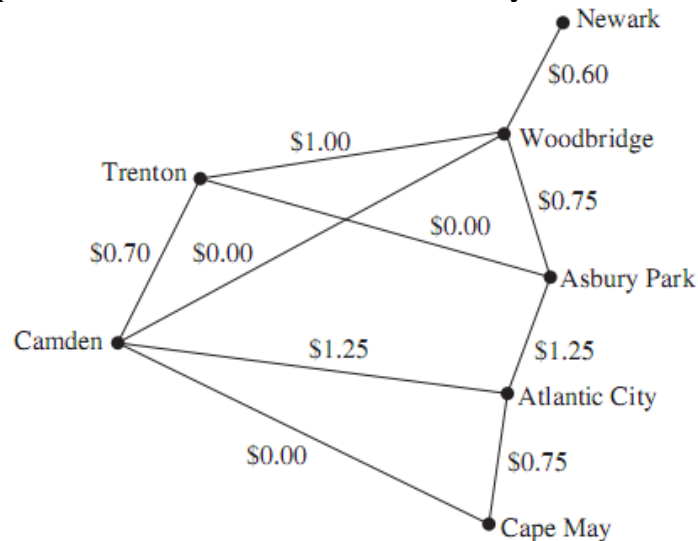 Newark
$0.60
$1.00
Woodbridge
Trenton
$0.75
$0.00
$0.70
$0.00
Asbury Park
Camden
$1.25
$1.25
Atlantic City
$0.00
$0.75
Cape May